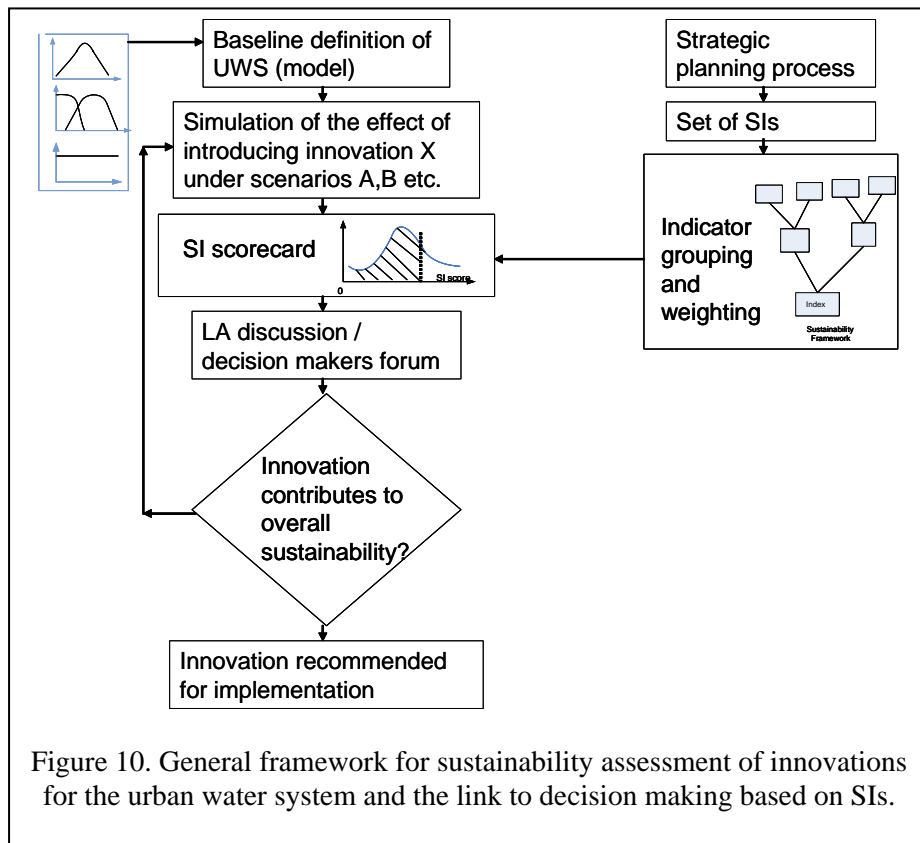 Baseline definition of
UWS (model)
Strategic
planning process
Simulation of the effect of
introducing innovation X
under scenarios A,B etc.
Set of SIs
SI scorecard
SI score
0
Indicator
grouping
and
weighting
Index
Sustainability
Framework
LA discussion /
decision makers forum
Innovation
contributes to
overall
sustainability?
Innovation recommended
for implementation
Figure 10. General framework for sustainability assessment of innovations
for the urban water system and the link to decision making based on SIs.